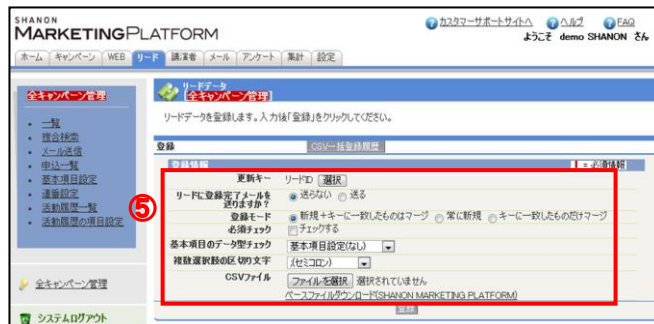 SHANON
MARKETINGPLATFORM
カスタマーサポートサイトへ ヘルプ FAQ
ようこそ demo SHANON さん
ホーム キャンペーン WEB リード 講演者 メール アンケート 集計 設定
全キャンペーン管理
・ 一覧
・ 複合検索
・ メール送信
・ 申込一覧
・ 基本項目設定
・ 連番設定
・ 活動履歴一覧
・ 活動履歴の項目設定
全キャンペーン管理
システムログアウト
リードデータ
[全キャンペーン管理]
リードデータを登録します。入力後「登録」をクリックしてください。
登録 CSV一括登録履歴
登録情報 = 必須情報
⑤
更新キー リードID 選択
リードに登録完了メールを送りますか? 送らない 送る
登録モード 新規+キーに一致したものはマージ 常に新規 キーに一致したものだけマージ
必須チェック チェックする
基本項目のデータ型チェック 基本項目設定(なし)
複数選択肢の区切り文字 ;(セミコロン)
CSVファイル ファイルを選択 選択されていません
ベースファイルダウンロード(SHANON MARKETING PLATFORM)
登録